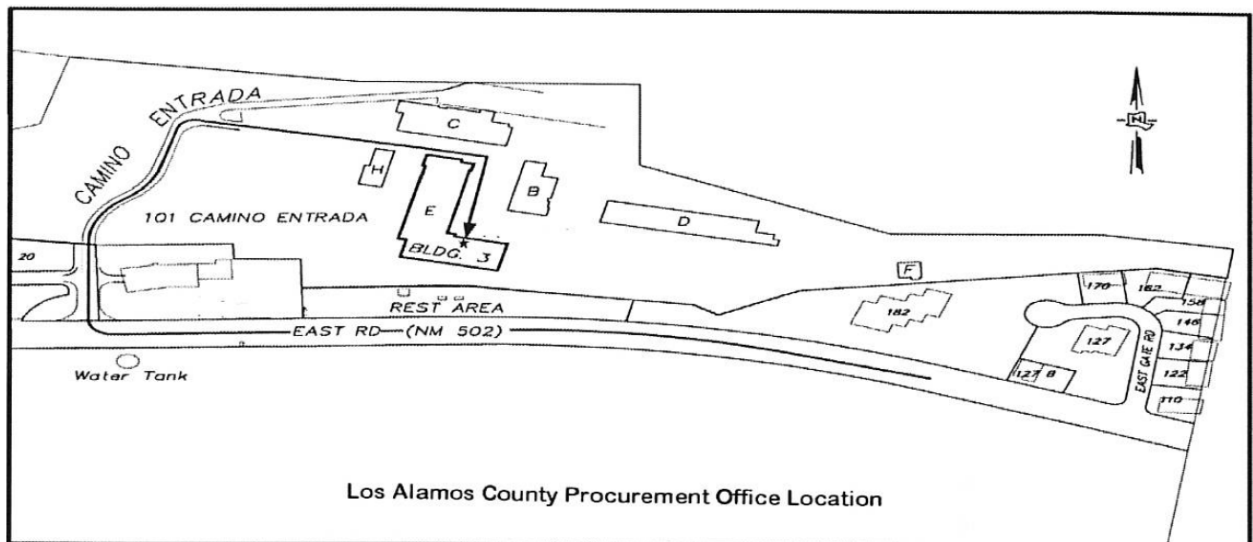 CAMINO ENTRADA
N
C
H
B
E
D
101 CAMINO ENTRADA
BLDG. 3
20
F
170
162
158
REST AREA
182
146
EAST RD (NM 502)
127
134
EAST GATE RD
Water Tank
127 B
122
110
Los Alamos County Procurement Office Location